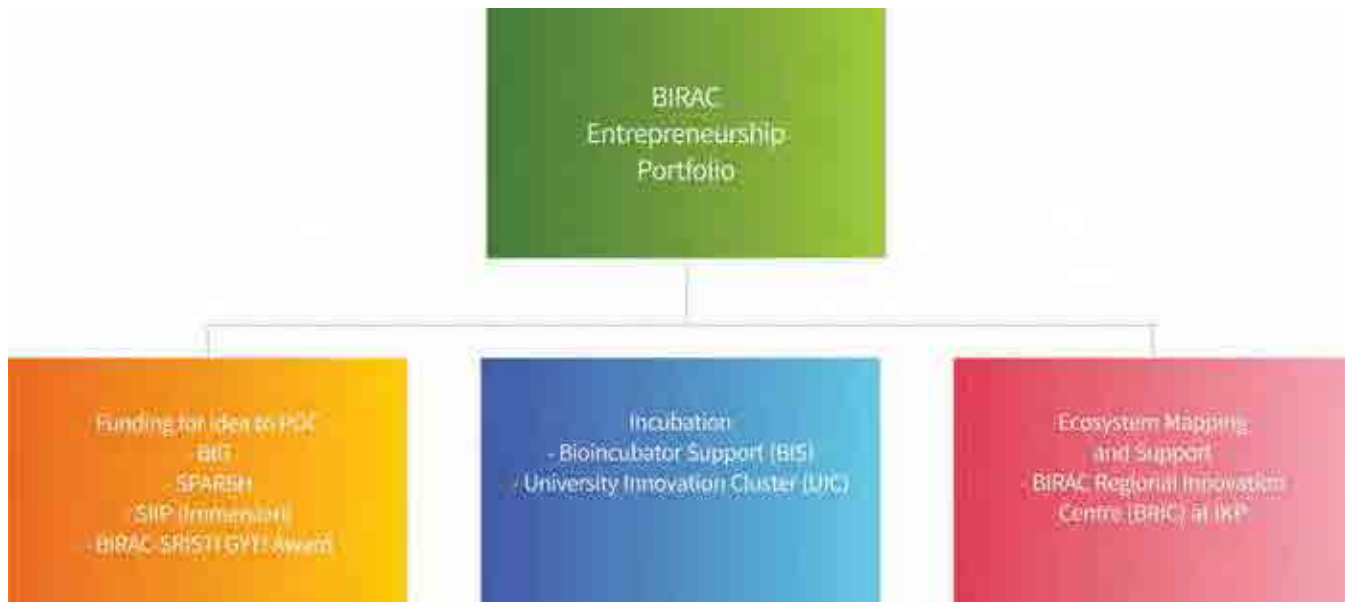 BIRAC
Entrepreneurship
Portfolio
Funding for idea to POC
- BIG
- SPARSH
- SIIP (Immersion)
- BIRAC-SRISTI GYTI Award
Incubation
- Bioincubator Support (BIS)
- University Innovation Cluster (UIC)
Ecosystem Mapping
and Support
- BIRAC Regional Innovation
Centre (BRIC) at IKP